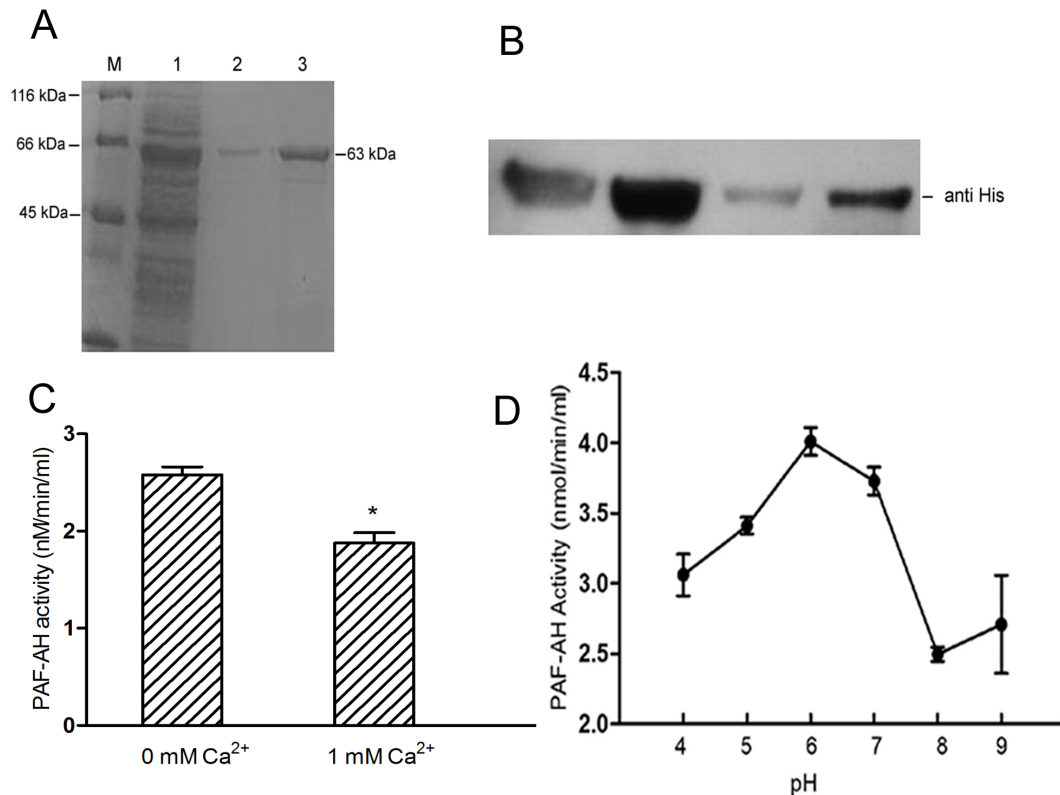 A
M 1 2 3
116 kDa
66 kDa
63 kDa
45 kDa
B
anti His
C
PAF-AH activity (nM/min/ml)
3
2
1
0
*
0 mM Ca2+
1 mM Ca2+
D
PAF-AH Activity (nmol/min/ml)
4.5
4.0
3.5
3.0
2.5
2.0
4 5 6 7 8 9
pH